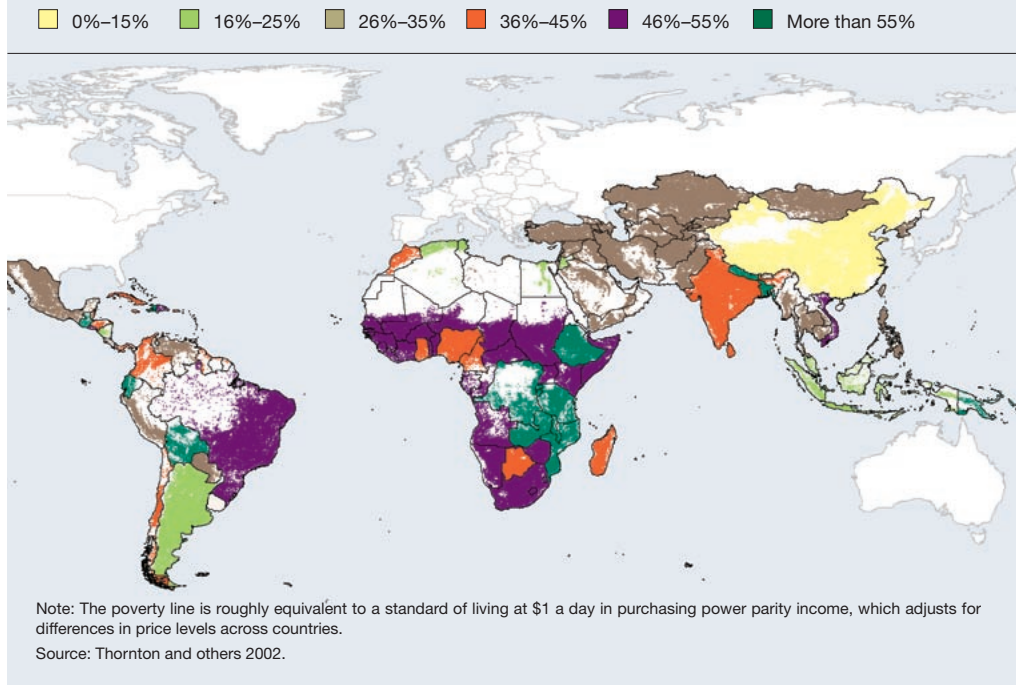 0%–15% 16%–25% 26%–35% 36%–45% 46%–55% More than 55%
Note: The poverty line is roughly equivalent to a standard of living at $1 a day in purchasing power parity income, which adjusts for
differences in price levels across countries.
Source: Thornton and others 2002.